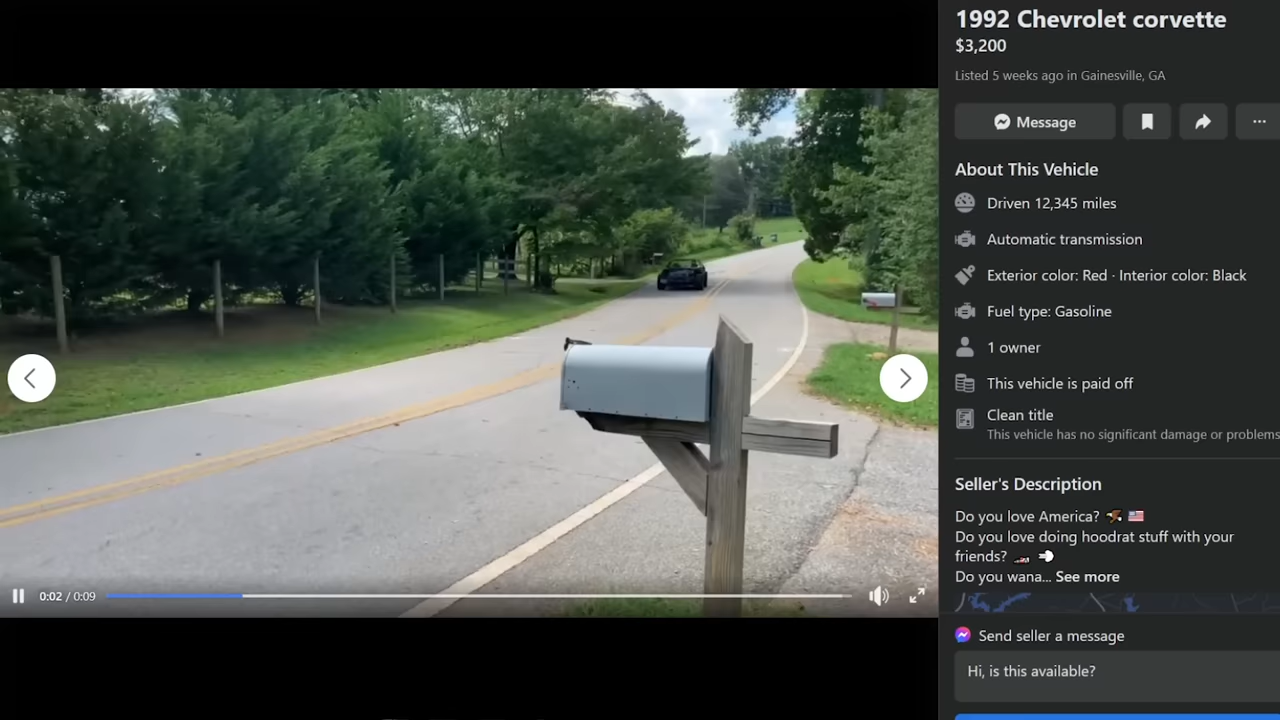 1992 Chevrolet corvette
$3,200
Listed 5 weeks ago in Gainesville, GA
Message
About This Vehicle
Driven 12,345 miles
Automatic transmission
Exterior color: Red · Interior color: Black
Fuel type: Gasoline
1 owner
This vehicle is paid off
Clean title
This vehicle has no significant damage or problems
Seller's Description
Do you love America? 🦅 🇺🇸
Do you love doing hoodrat stuff with your
friends? 🏎️ 💨
Do you wana... See more
0:02 / 0:09
Send seller a message
Hi, is this available?